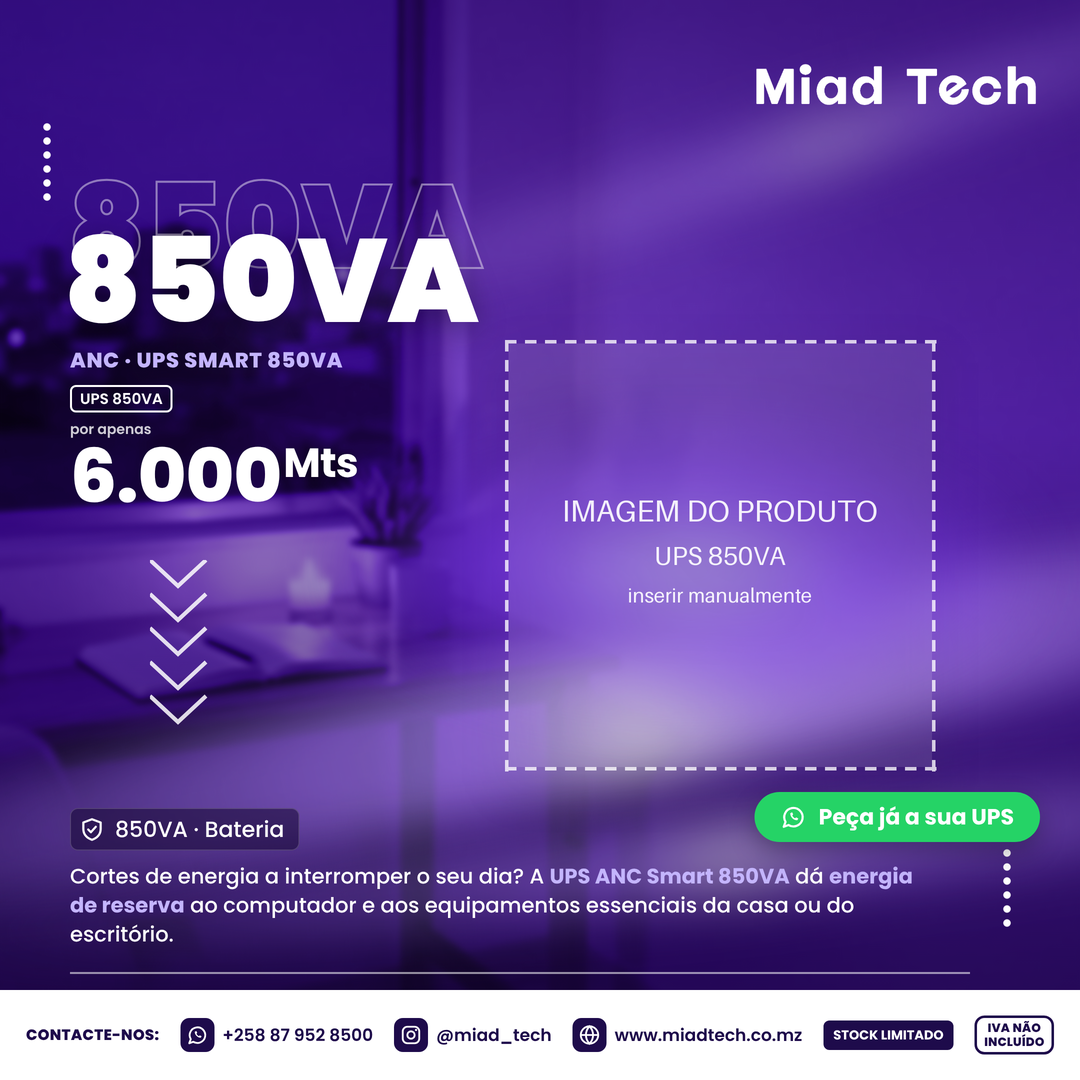 Miad Tech
850VA
850VA
ANC · UPS SMART 850VA
UPS 850VA
por apenas
6.000Mts
IMAGEM DO PRODUTO
UPS 850VA
inserir manualmente
Peça já a sua UPS
850VA · Bateria
Cortes de energia a interromper o seu dia? A UPS ANC Smart 850VA dá energia
de reserva ao computador e aos equipamentos essenciais da casa ou do
escritório.
CONTACTE-NOS: +258 87 952 8500 @miad_tech www.miadtech.co.mz STOCK LIMITADO
IVA NÃO
INCLUÍDO